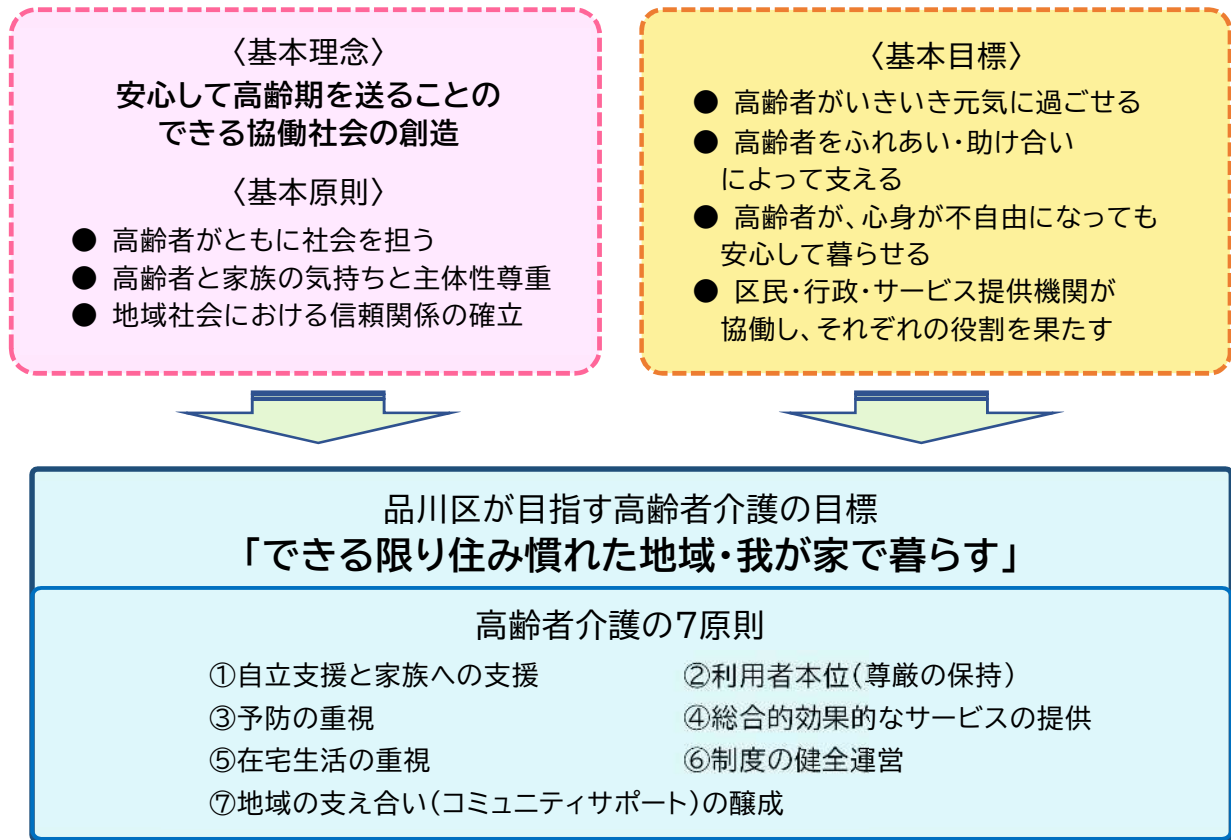 〈基本理念〉
安心して高齢期を送ることの
できる協働社会の創造
〈基本原則〉
● 高齢者がともに社会を担う
● 高齢者と家族の気持ちと主体性尊重
● 地域社会における信頼関係の確立
〈基本目標〉
● 高齢者がいきいき元気に過ごせる
● 高齢者をふれあい・助け合い
によって支える
● 高齢者が、心身が不自由になっても
安心して暮らせる
● 区民・行政・サービス提供機関が
協働し、それぞれの役割を果たす
品川区が目指す高齢者介護の目標
「できる限り住み慣れた地域・我が家で暮らす」
高齢者介護の7原則
①自立支援と家族への支援
②利用者本位(尊厳の保持)
③予防の重視
④総合的効果的なサービスの提供
⑤在宅生活の重視
⑥制度の健全運営
⑦地域の支え合い(コミュニティサポート)の醸成